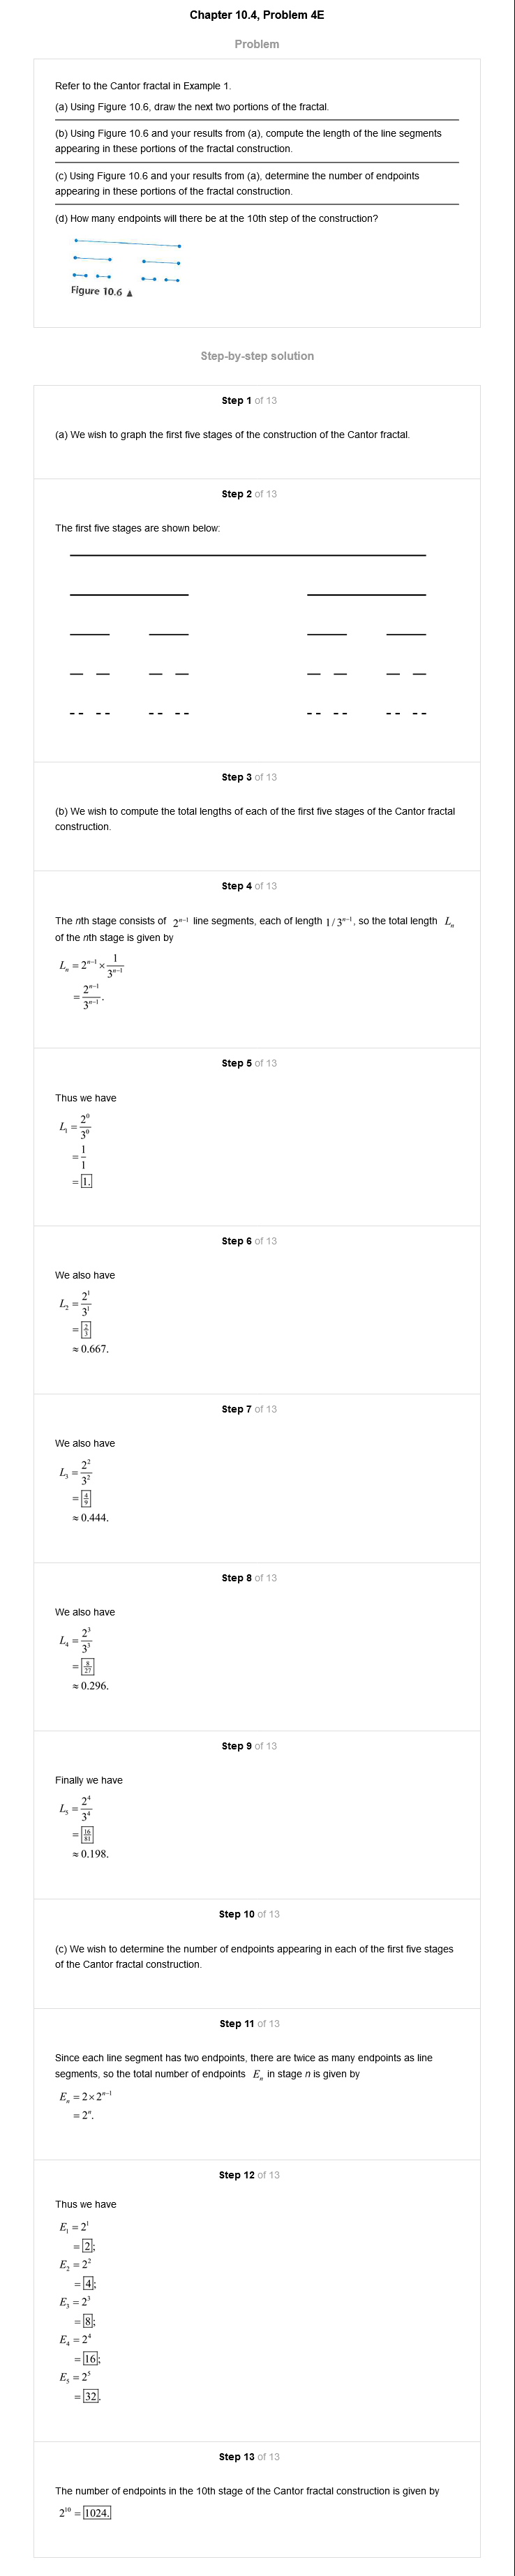 Chapter 10.4, Problem 4E
Problem
Refer to the Cantor fractal in Example 1.
(a) Using Figure 10.6, draw the next two portions of the fractal.
(b) Using Figure 10.6 and your results from (a), compute the length of the line segments
appearing in these portions of the fractal construction.
(c) Using Figure 10.6 and your results from (a), determine the number of endpoints
appearing in these portions of the fractal construction.
(d) How many endpoints will there be at the 10th step of the construction?
Figure 10.6 ▲
Step-by-step solution
Step 1 of 13
(a) We wish to graph the first five stages of the construction of the Cantor fractal.
Step 2 of 13
The first five stages are shown below:
Step 3 of 13
(b) We wish to compute the total lengths of each of the first five stages of the Cantor fractal
construction.
Step 4 of 13
The nth stage consists of 2^{n-1} line segments, each of length 1/3^{n-1}, so the total length L_n
of the nth stage is given by
L_n = 2^{n-1} × \frac{1}{3^{n-1}}
= \frac{2^{n-1}}{3^{n-1}}.
Step 5 of 13
Thus we have
L_1 = \frac{2^0}{3^0}
= \frac{1}{1}
= 1.
Step 6 of 13
We also have
L_2 = \frac{2^1}{3^1}
= \frac{2}{3}
≈ 0.667.
Step 7 of 13
We also have
L_3 = \frac{2^2}{3^2}
= \frac{4}{9}
≈ 0.444.
Step 8 of 13
We also have
L_4 = \frac{2^3}{3^3}
= \frac{8}{27}
≈ 0.296.
Step 9 of 13
Finally we have
L_5 = \frac{2^4}{3^4}
= \frac{16}{81}
≈ 0.198.
Step 10 of 13
(c) We wish to determine the number of endpoints appearing in each of the first five stages
of the Cantor fractal construction.
Step 11 of 13
Since each line segment has two endpoints, there are twice as many endpoints as line
segments, so the total number of endpoints E_n in stage n is given by
E_n = 2 × 2^{n-1}
= 2^n.
Step 12 of 13
Thus we have
E_1 = 2^1
= 2;
E_2 = 2^2
= 4;
E_3 = 2^3
= 8;
E_4 = 2^4
= 16;
E_5 = 2^5
= 32.
Step 13 of 13
The number of endpoints in the 10th stage of the Cantor fractal construction is given by
2^{10} = 1024.